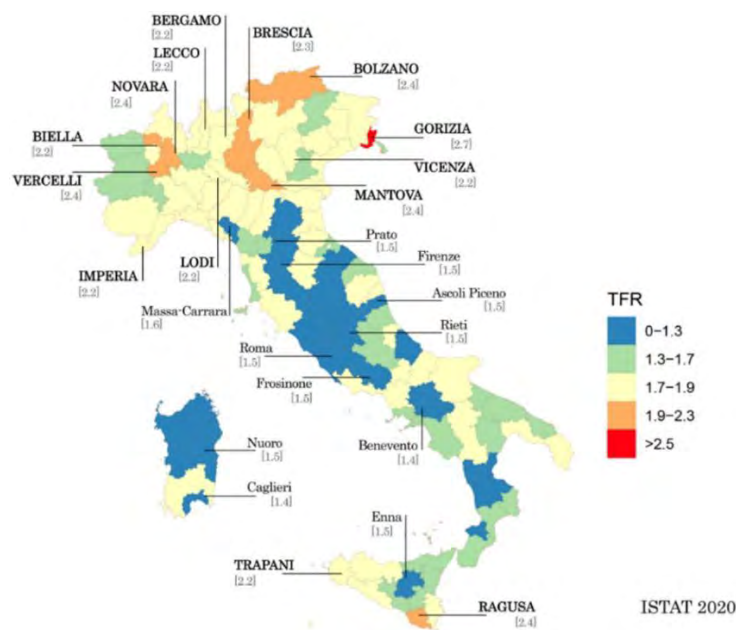 BERGAMO
[2.2]
BRESCIA
[2.3]
LECCO
[2.2]
BOLZANO
[2.4]
NOVARA
[2.4]
BIELLA
[2.2]
GORIZIA
[2.7]
VERCELLI
[2.4]
VICENZA
[2.2]
MANTOVA
[2.4]
Prato
[1.5]
Firenze
[1.5]
IMPERIA
[2.2]
LODI
[2.2]
Ascoli Piceno
[1.5]
Massa-Carrara
[1.6]
Rieti
[1.5]
Roma
[1.5]
Frosinone
[1.5]
Nuoro
[1.5]
Benevento
[1.4]
Caglieri
[1.4]
Enna
[1.5]
TRAPANI
[2.2]
RAGUSA
[2.4]
TFR
0–1.3
1.3–1.7
1.7–1.9
1.9–2.3
>2.5
ISTAT 2020